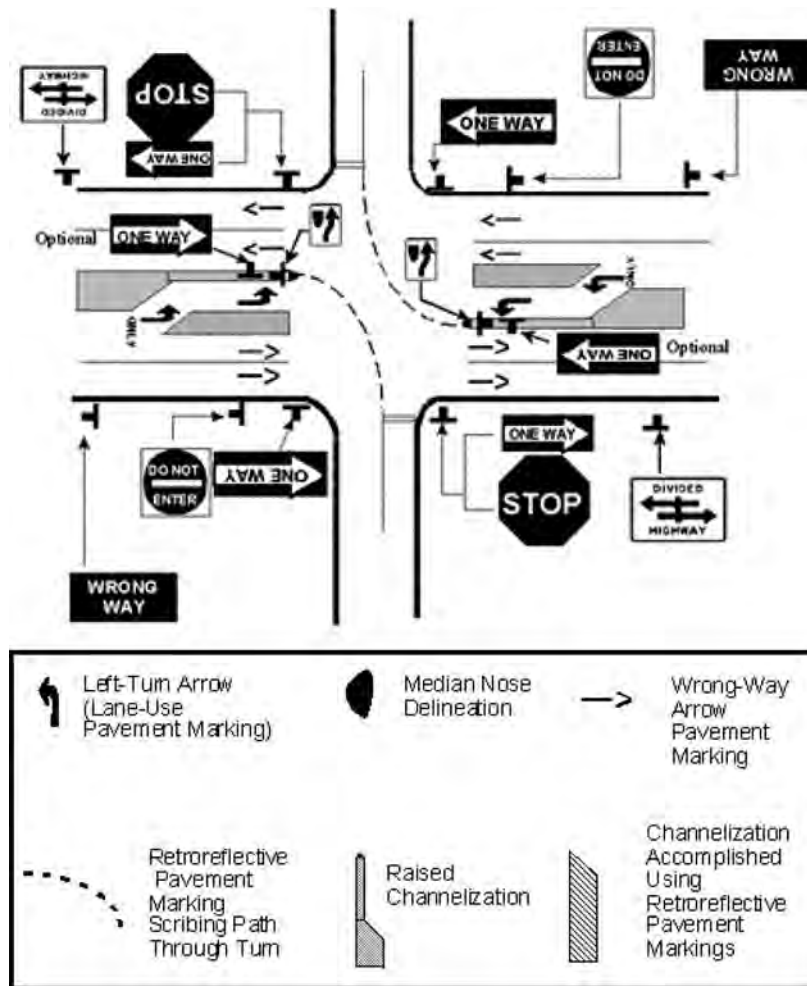 DIVIDED
HIGHWAY
STOP
ONE WAY
ONE WAY
DO NOT
ENTER
WRONG
WAY
Optional
ONE WAY
ONLY
ONLY
ONE WAY
Optional
DO NOT
ENTER
ONE WAY
ONE WAY
STOP
DIVIDED
HIGHWAY
WRONG
WAY
Left-Turn Arrow
(Lane-Use
Pavement Marking)
Median Nose
Delineation
Wrong-Way
Arrow
Pavement
Marking
Retroreflective
Pavement
Marking
Scribing Path
Through Turn
Raised
Channelization
Channelization
Accomplished
Using
Retroreflective
Pavement
Markings